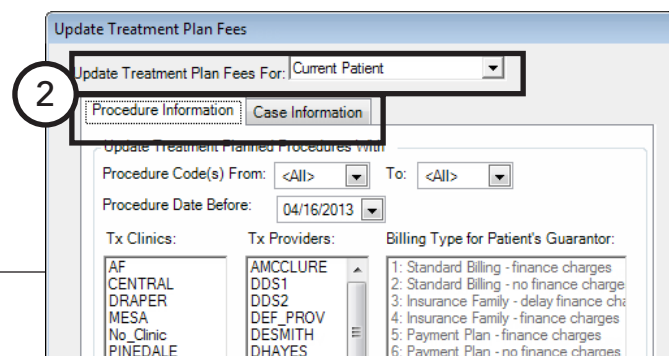 Update Treatment Plan Fees
Update Treatment Plan Fees For: Current Patient
2
Procedure Information Case Information
Update Treatment Planned Procedures With
Procedure Code(s) From: <All> To: <All>
Procedure Date Before: 04/16/2013
Tx Clinics: Tx Providers: Billing Type for Patient's Guarantor:
AF AMCCLURE 1: Standard Billing - finance charges
CENTRAL DDS1 2: Standard Billing - no finance charge
DRAPER DDS2 3: Insurance Family - delay finance cha
MESA DEF_PROV 4: Insurance Family - finance charges
No_Clinic DESMITH 5: Payment Plan - finance charges
PINEDALE DHAYES 6: Payment Plan - no finance charges